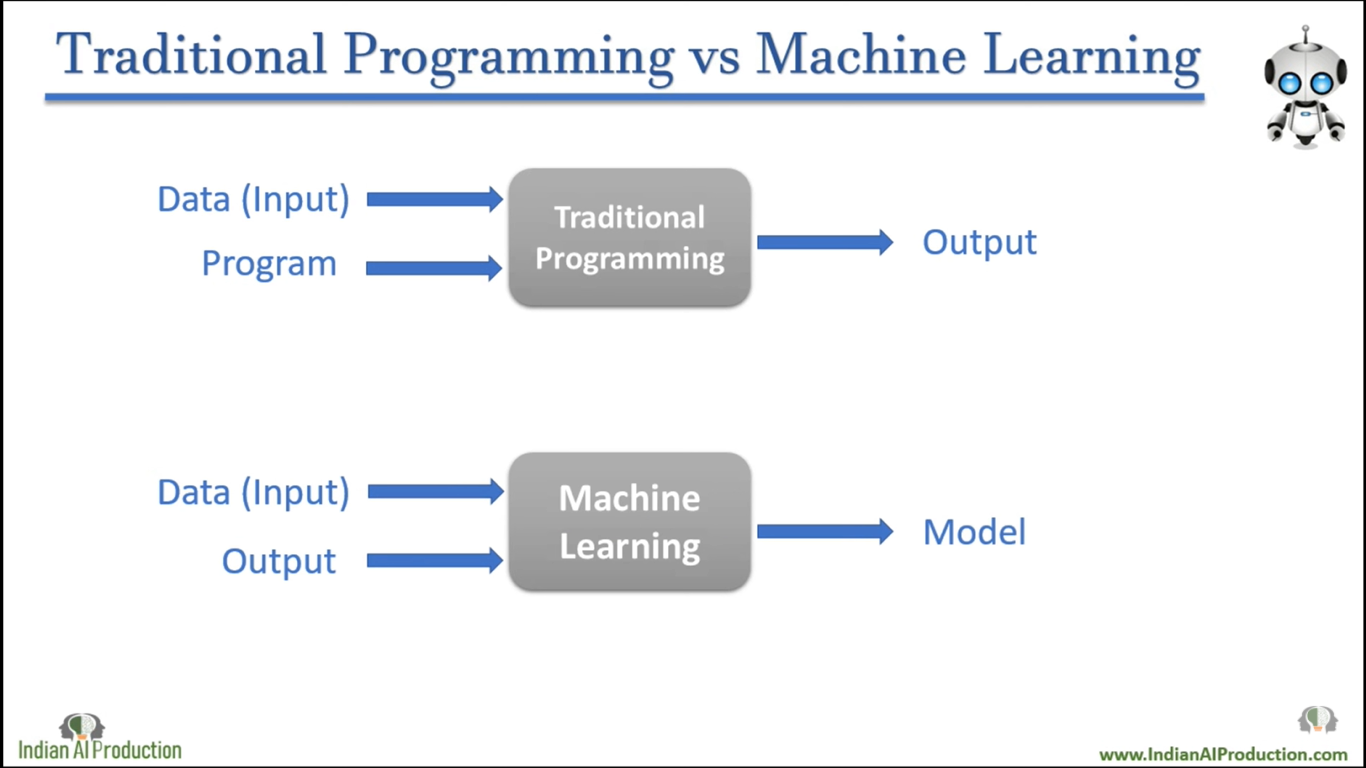 Traditional Programming vs Machine Learning
Data (Input)
Program
Traditional
Programming
Output
Data (Input)
Output
Machine
Learning
Model
Indian AI Production
www.IndianAIProduction.com